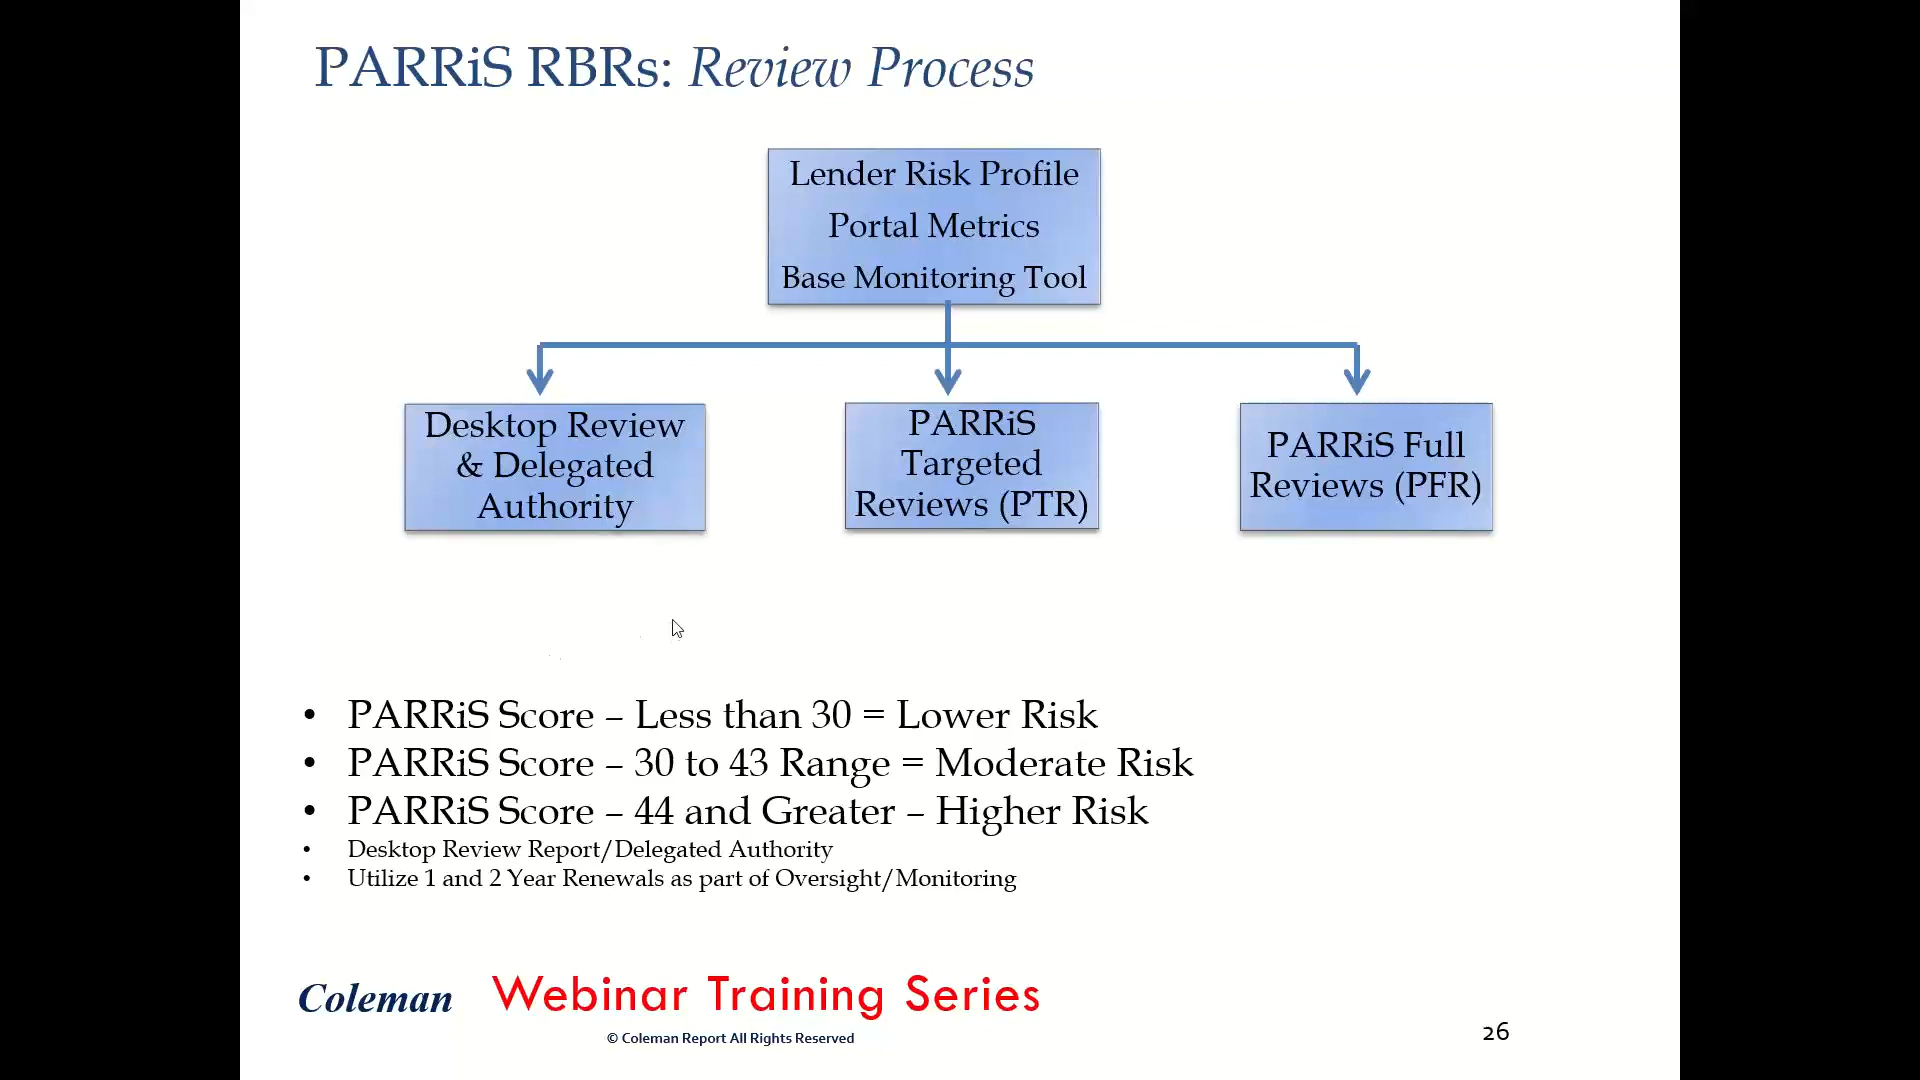 PARRiS RBRs: Review Process
Lender Risk Profile
Portal Metrics
Base Monitoring Tool
Desktop Review
& Delegated
Authority
PARRiS
Targeted
Reviews (PTR)
PARRiS Full
Reviews (PFR)
• PARRiS Score – Less than 30 = Lower Risk
• PARRiS Score – 30 to 43 Range = Moderate Risk
• PARRiS Score – 44 and Greater – Higher Risk
• Desktop Review Report/Delegated Authority
• Utilize 1 and 2 Year Renewals as part of Oversight/Monitoring
Coleman Webinar Training Series
© Coleman Report All Rights Reserved
26